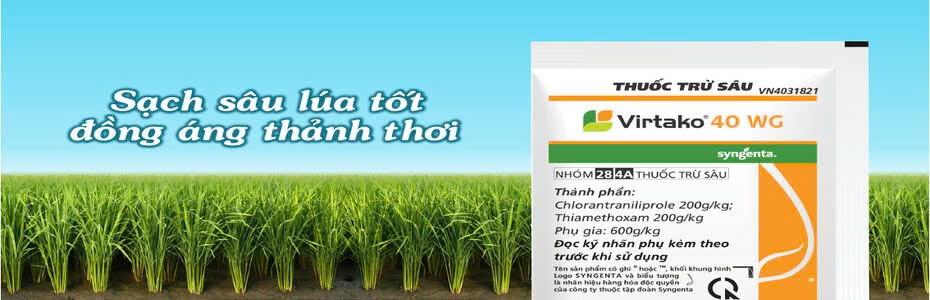 Sạch sâu lúa tốt
đồng áng thảnh thơi
THUỐC TRỪ SÂU VN4031821
Virtako® 40 WG
syngenta.
NHÓM 28 4A THUỐC TRỪ SÂU
Thành phần:
Chlorantraniliprole 200g/kg;
Thiamethoxam 200g/kg
Phụ gia: 600g/kg
Đọc kỹ nhãn phụ kèm theo
trước khi sử dụng
Tên sản phẩm có ghi ® hoặc ™, khối khung hình
Logo SYNGENTA và biểu tượng
là nhãn hiệu hàng hóa độc quyền
của công ty thuộc tập đoàn Syngenta